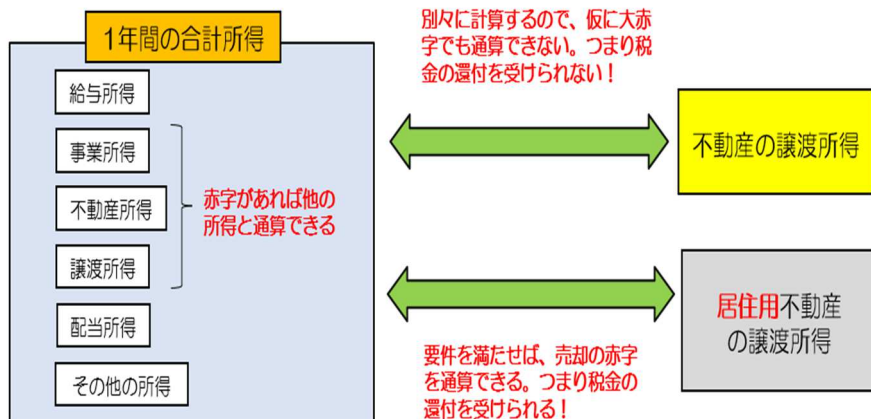 1年間の合計所得
給与所得
事業所得
不動産所得
譲渡所得
配当所得
その他の所得
赤字があれば他の
所得と通算できる
別々に計算するので、仮に大赤
字でも通算できない。つまり税
金の還付を受けられない！
不動産の譲渡所得
居住用不動産
の譲渡所得
要件を満たせば、売却の赤字
を通算できる。つまり税金の
還付を受けられる！